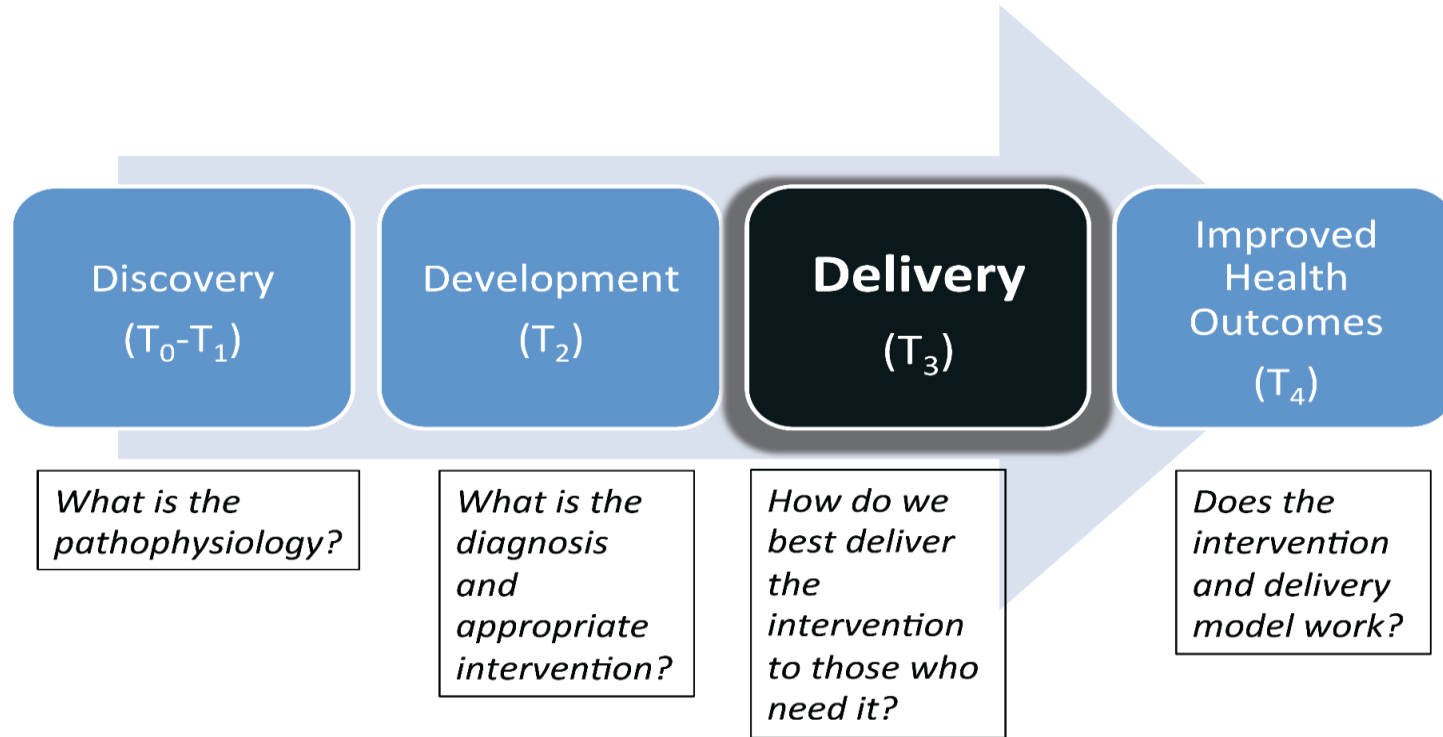 Discovery
(T₀-T₁)
What is the
pathophysiology?
Development
(T₂)
What is the
diagnosis
and
appropriate
intervention?
Delivery
(T₃)
How do we
best deliver
the
intervention
to those who
need it?
Improved
Health
Outcomes
(T₄)
Does the
intervention
and delivery
model work?